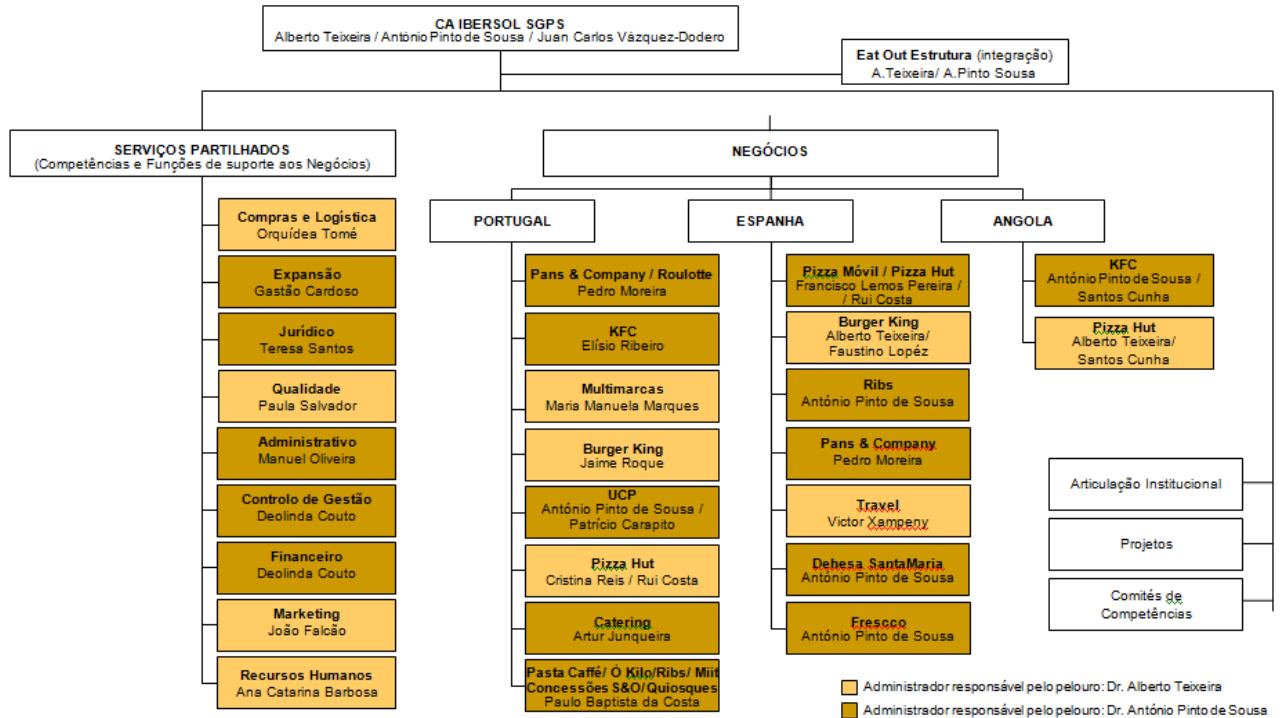 CA IBERSOL SGPS
Alberto Teixeira / António Pinto de Sousa / Juan Carlos Vázquez-Dodero
Eat Out Estrutura (integração)
A.Teixeira/ A.Pinto Sousa
SERVIÇOS PARTILHADOS
(Competências e Funções de suporte aos Negócios)
NEGÓCIOS
Compras e Logística
Orquídea Tomé
Expansão
Gastão Cardoso
Jurídico
Teresa Santos
Qualidade
Paula Salvador
Administrativo
Manuel Oliveira
Controlo de Gestão
Deolinda Couto
Financeiro
Deolinda Couto
Marketing
João Falcão
Recursos Humanos
Ana Catarina Barbosa
PORTUGAL
Pans & Company / Roulotte
Pedro Moreira
KFC
Elísio Ribeiro
Multimarcas
Maria Manuela Marques
Burger King
Jaime Roque
UCP
António Pinto de Sousa /
Patrício Carapito
Pizza Hut
Cristina Reis / Rui Costa
Catering
Artur Junqueira
Pasta Caffé/ Ó Kilo/Ribs/ Miit
Concessões S&O/Quiosques
Paulo Baptista da Costa
ESPANHA
Pizza Móvil / Pizza Hut
Francisco Lemos Pereira /
/ Rui Costa
Burger King
Alberto Teixeira/
Faustino Lopéz
Ribs
António Pinto de Sousa
Pans & Company
Pedro Moreira
Travel
Victor Xampeny
Dehesa SantaMaria
António Pinto de Sousa
Frescco
António Pinto de Sousa
ANGOLA
KFC
António Pinto de Sousa /
Santos Cunha
Pizza Hut
Alberto Teixeira/
Santos Cunha
Articulação Institucional
Projetos
Comités de
Competências
Administrador responsável pelo pelouro: Dr. Alberto Teixeira
Administrador responsável pelo pelouro: Dr. António Pinto de Sousa